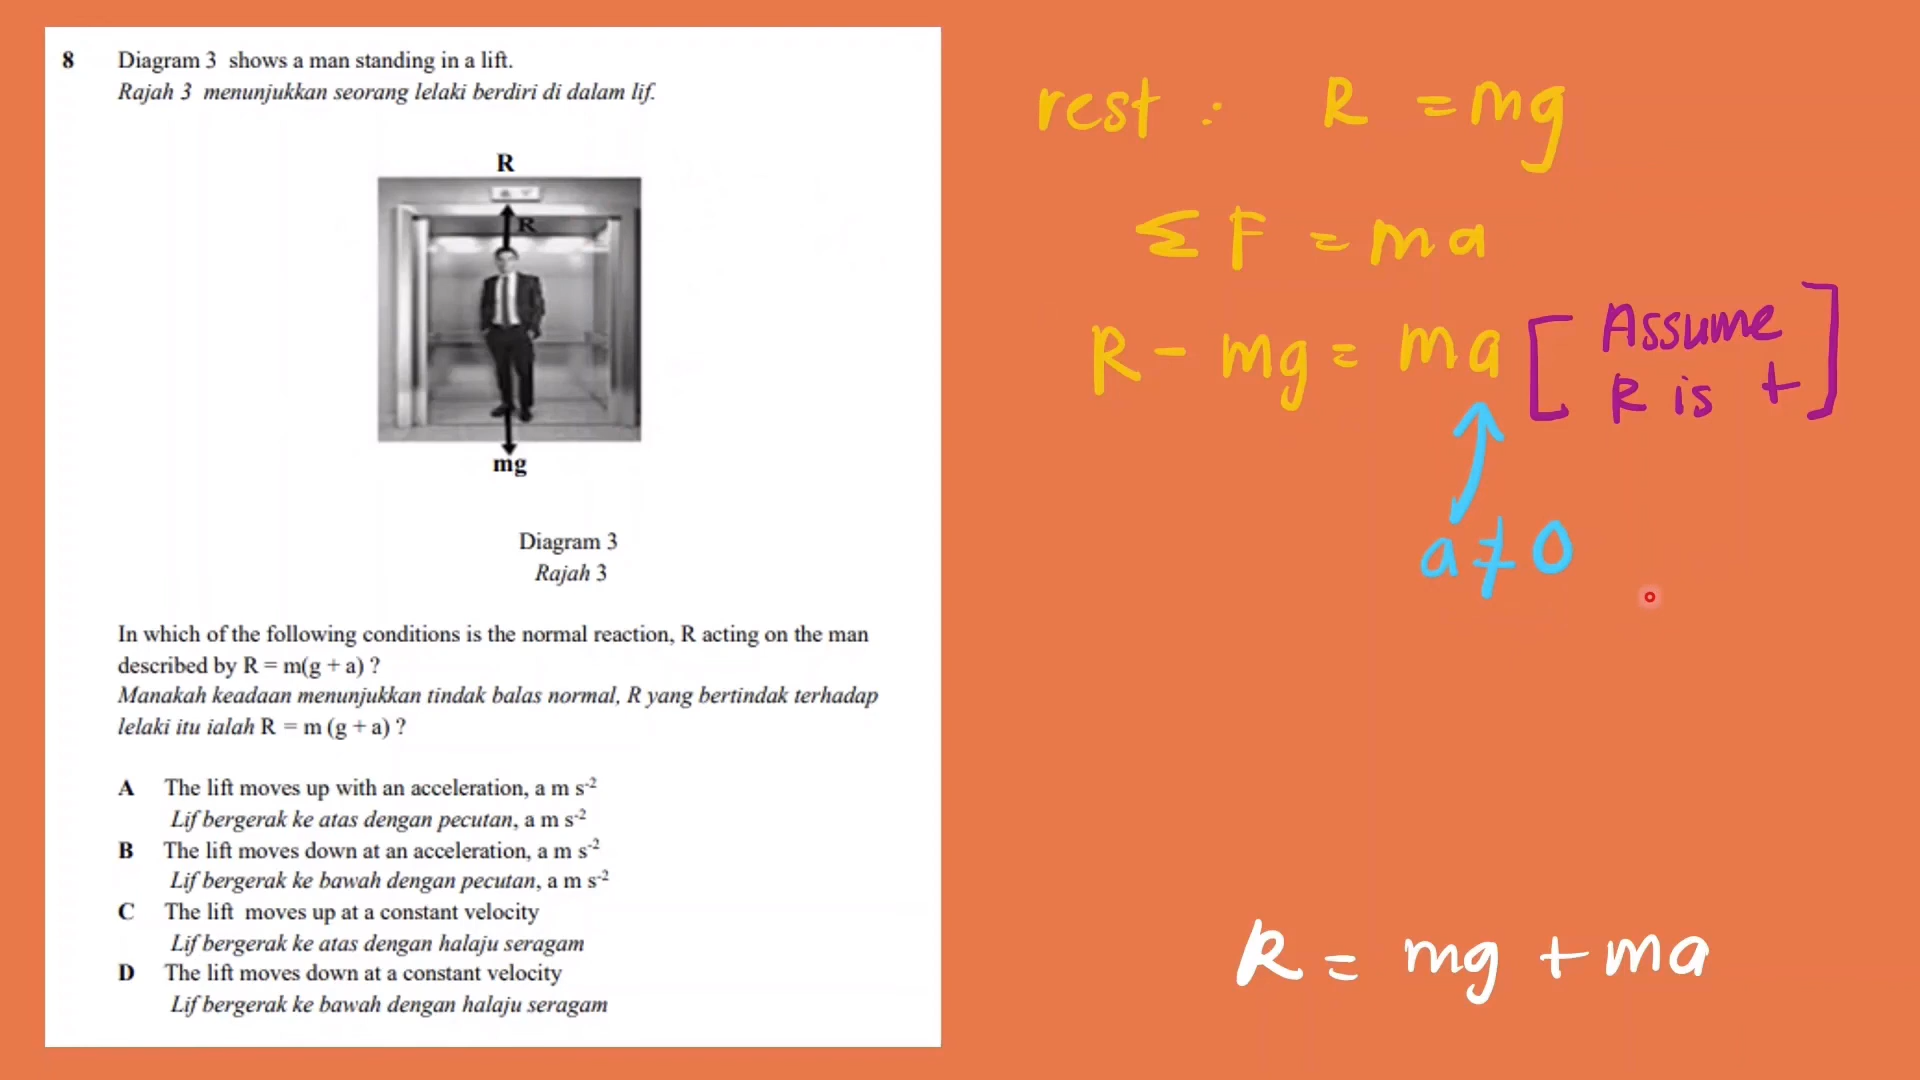 8 Diagram 3 shows a man standing in a lift.
Rajah 3 menunjukkan seorang lelaki berdiri di dalam lif.
R
R
mg
Diagram 3
Rajah 3
In which of the following conditions is the normal reaction, R acting on the man
described by R = m(g + a) ?
Manakah keadaan menunjukkan tindak balas normal, R yang bertindak terhadap
lelaki itu ialah R = m (g + a) ?
A The lift moves up with an acceleration, a m s⁻²
Lif bergerak ke atas dengan pecutan, a m s⁻²
B The lift moves down at an acceleration, a m s⁻²
Lif bergerak ke bawah dengan pecutan, a m s⁻²
C The lift moves up at a constant velocity
Lif bergerak ke atas dengan halaju seragam
D The lift moves down at a constant velocity
Lif bergerak ke bawah dengan halaju seragam
rest : R = mg
Σ F = ma
R - mg = ma [ Assume
R is + ]
a ≠ 0
R = mg + ma